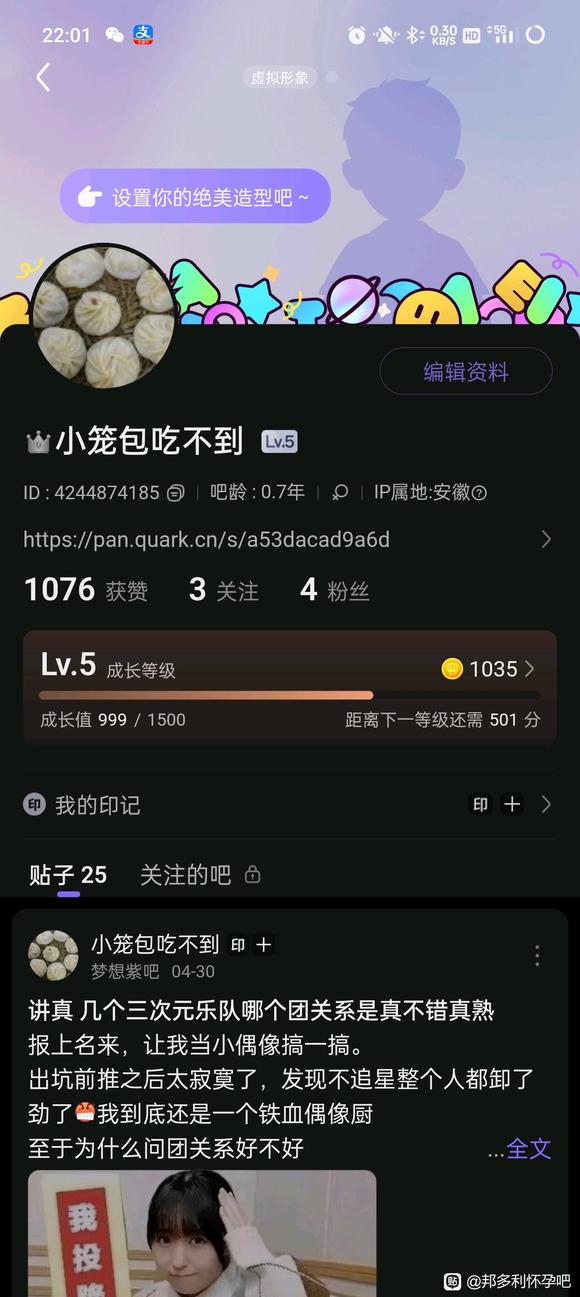 22:01
0.30
KB/S
HD
5G
虚拟形象
设置你的绝美造型吧 ~
编辑资料
小笼包吃不到 Lv.5
ID : 4244874185 吧龄 : 0.7年 IP属地:安徽
https://pan.quark.cn/s/a53dacad9a6d
1076 获赞 3 关注 4 粉丝
Lv.5 成长等级 1035
成长值 999 / 1500 距离下一等级还需 501 分
印 我的印记 印
贴子 25 关注的吧
小笼包吃不到 印
梦想紫吧 04-30
讲真 几个三次元乐队哪个团关系是真不错真熟
报上名来，让我当小偶像搞一搞。
出坑前推之后太寂寞了，发现不追星整个人都卸了
劲了我到底还是一个铁血偶像厨
至于为什么问团关系好不好 ...全文
我
投
降
贴 @邦多利怀孕吧